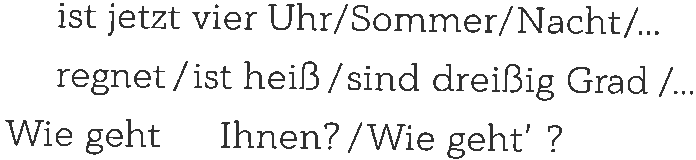 ist jetzt vier Uhr/Sommer/Nacht/...
regnet/ist heiß/sind dreißig Grad/...
Wie geht Ihnen?/Wie geht' ?